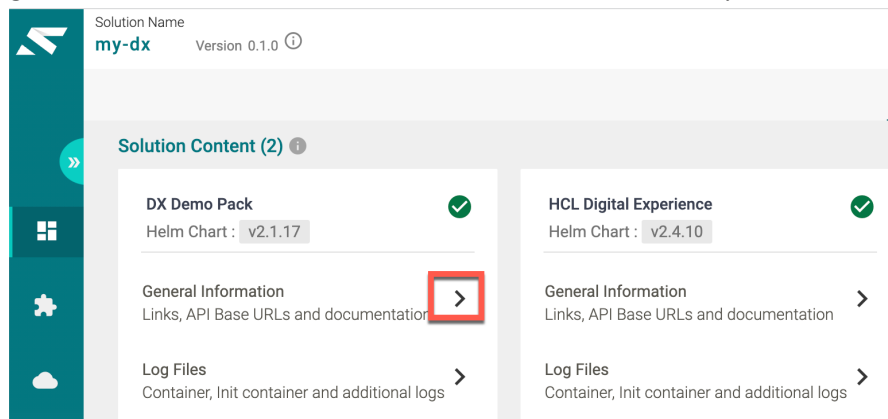 Solution Name
my-dx Version 0.1.0
Solution Content (2)
DX Demo Pack
Helm Chart : v2.1.17
General Information
Links, API Base URLs and documentation
Log Files
Container, Init container and additional logs
HCL Digital Experience
Helm Chart : v2.4.10
General Information
Links, API Base URLs and documentation
Log Files
Container, Init container and additional logs